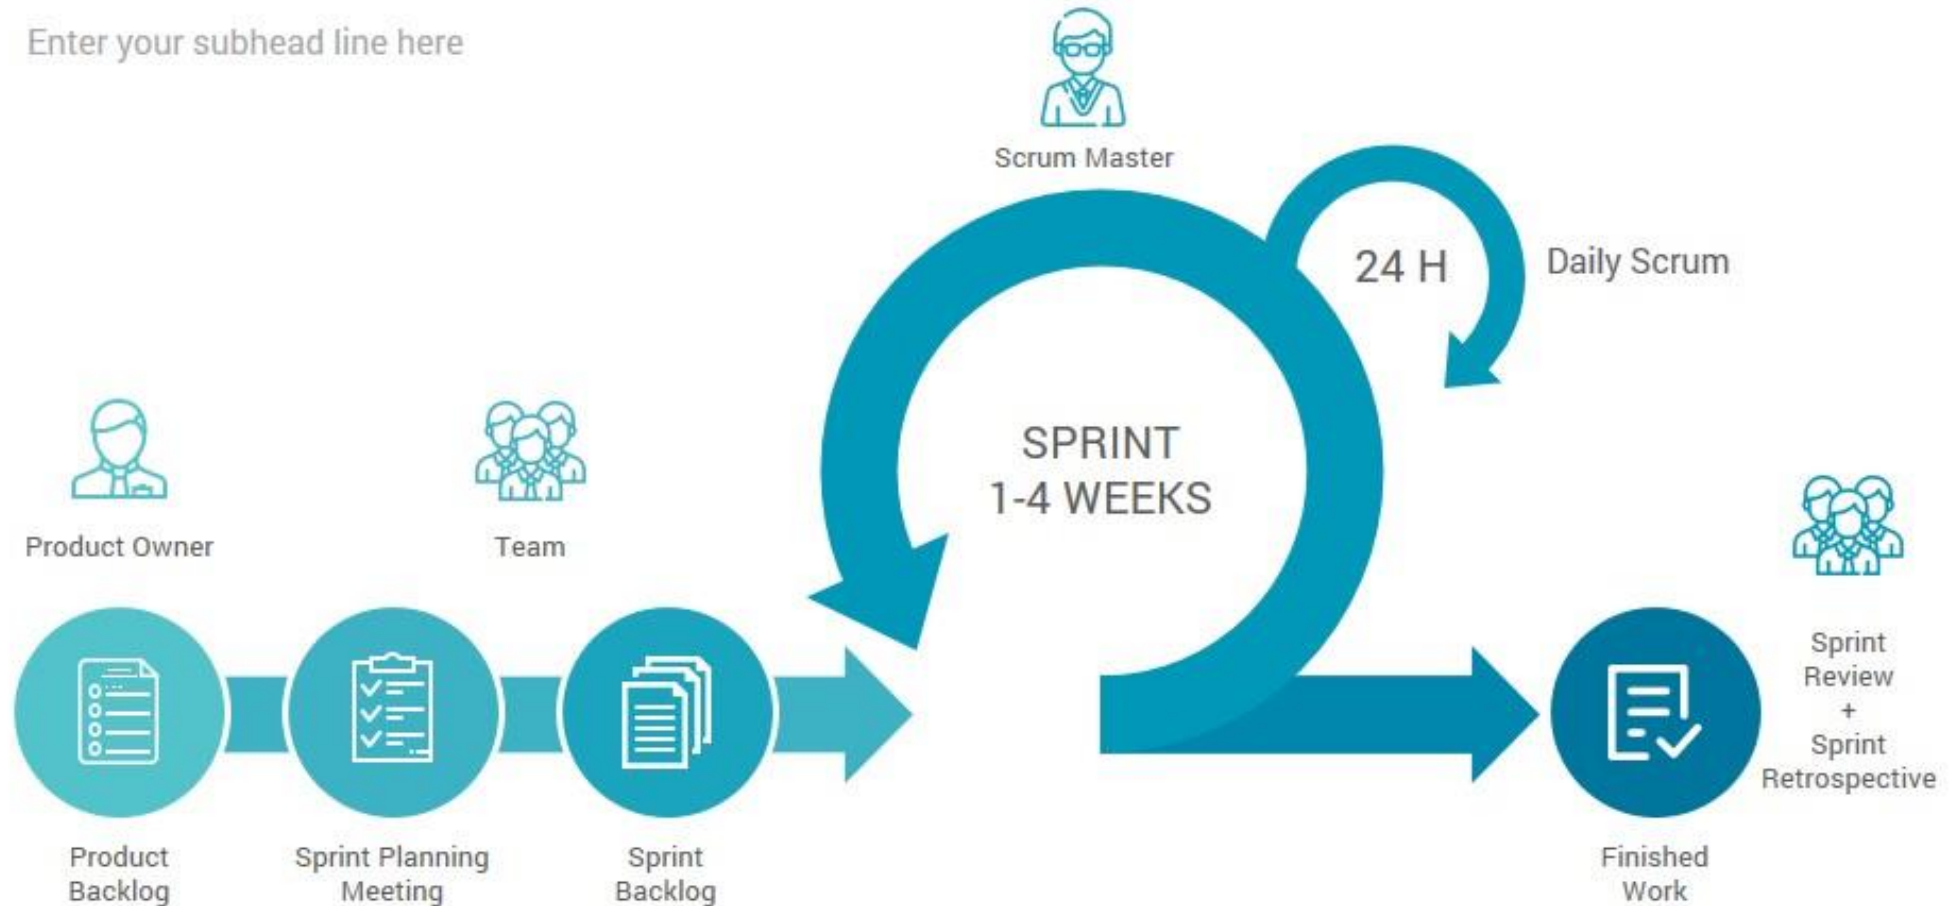 Enter your subhead line here
Scrum Master
24 H
Daily Scrum
SPRINT
1-4 WEEKS
Product Owner
Team
Sprint
Review
+
Sprint
Retrospective
Product
Backlog
Sprint Planning
Meeting
Sprint
Backlog
Finished
Work